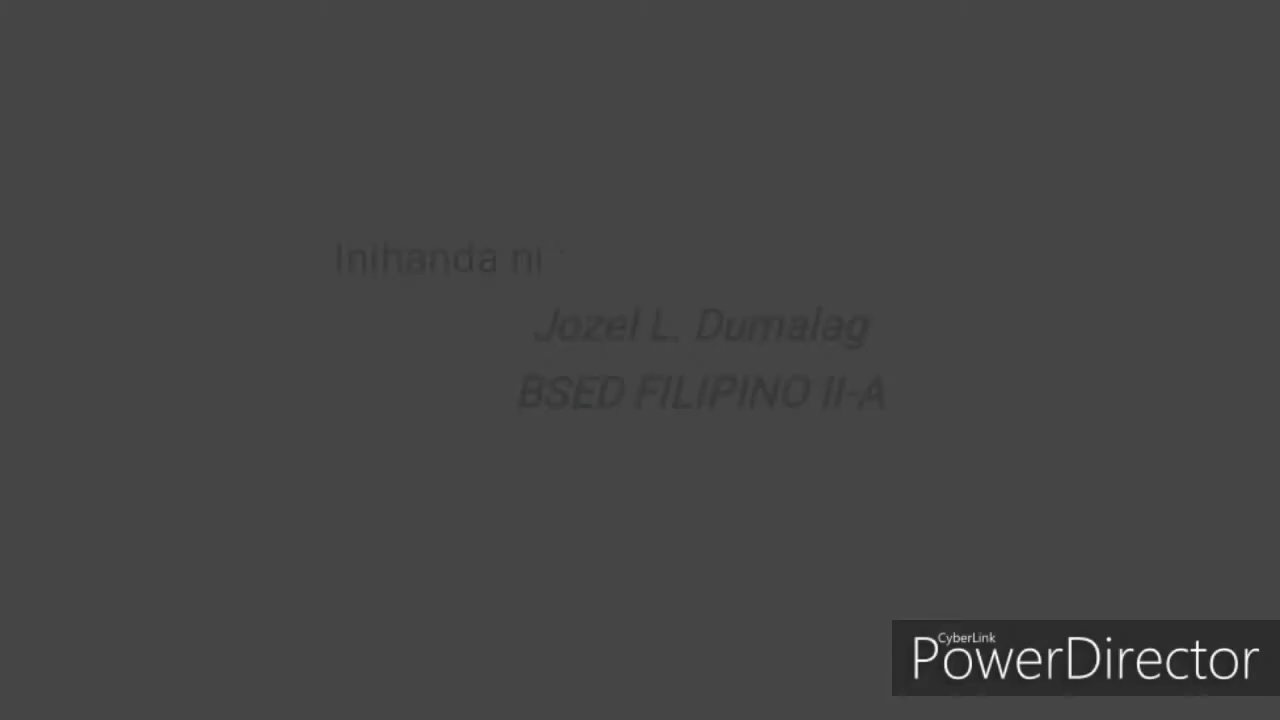 Inihanda ni :
Jozel L. Dumalag
BSED FILIPINO II-A
CyberLink
PowerDirector